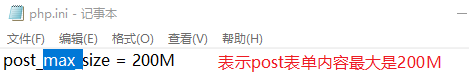 php.ini - 记事本
文件(F) 编辑(E) 格式(O) 查看(V) 帮助(H)
post_max_size = 200M 表示post表单内容最大是200M